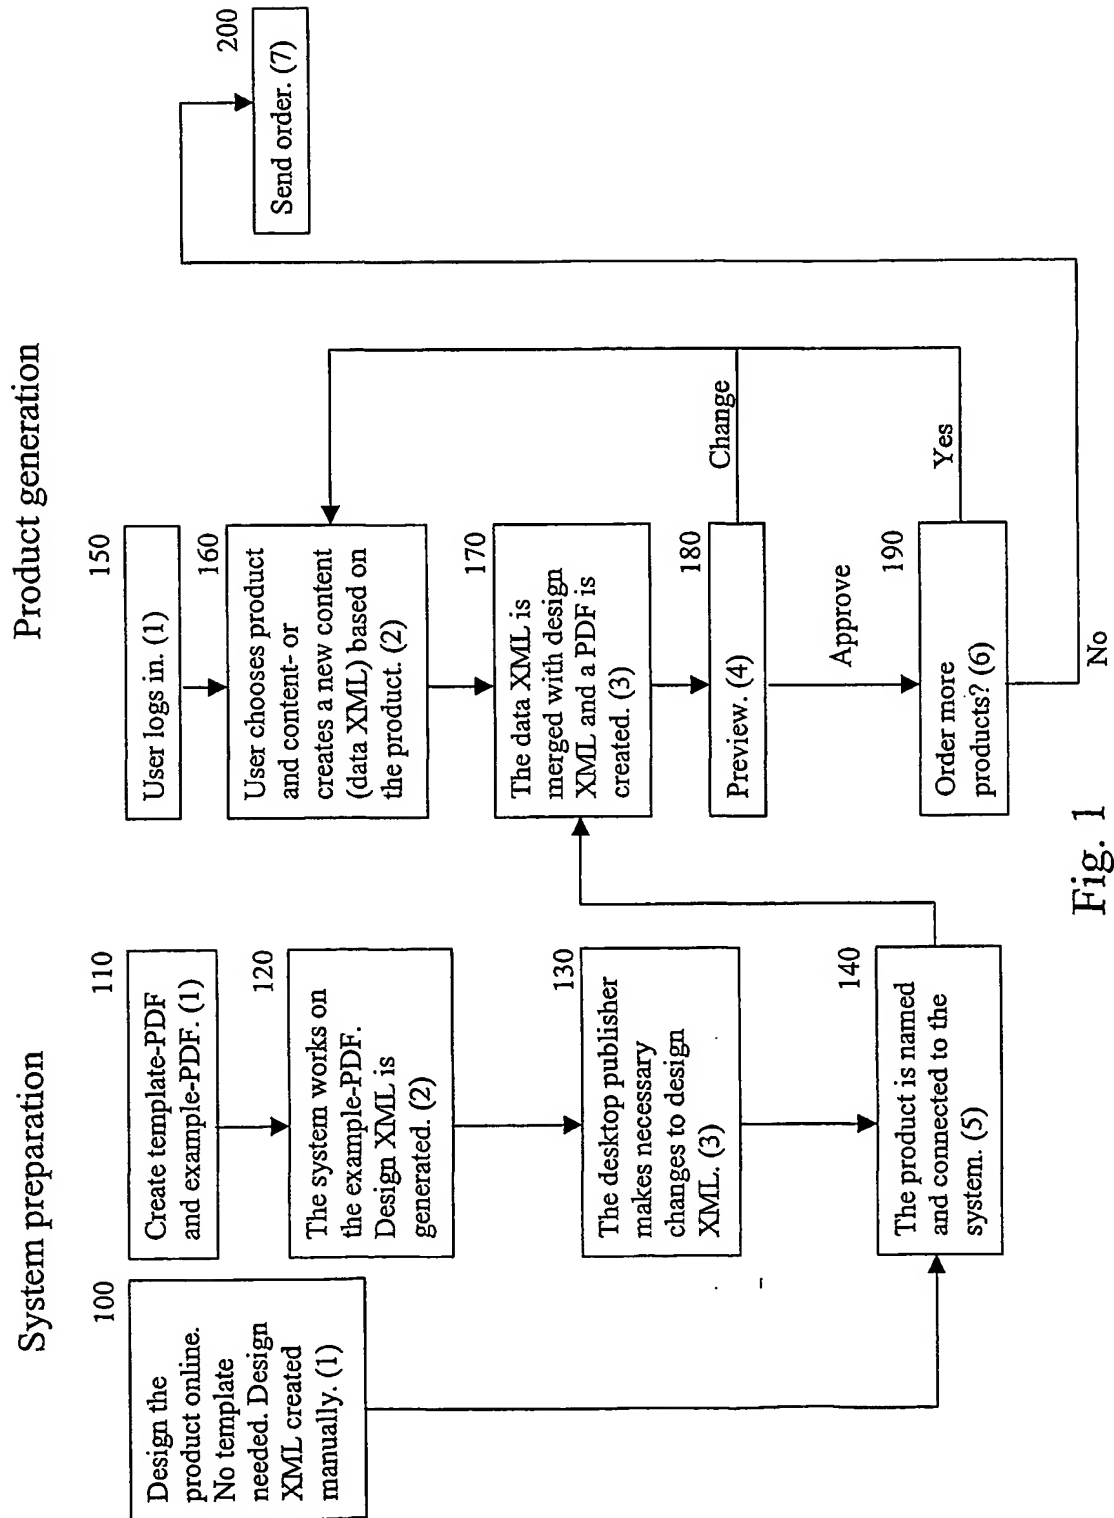 System preparation
100
Design the
product online.
No template
needed. Design
XML created
manually. (1)
110
Create template-PDF
and example-PDF. (1)
120
The system works on
the example-PDF.
Design XML is
generated. (2)
130
The desktop publisher
makes necessary
changes to design
XML. (3)
140
The product is named
and connected to the
system. (5)
Product generation
150
User logs in. (1)
160
User chooses product
and content- or
creates a new content
(data XML) based on
the product. (2)
170
The data XML is
merged with design
XML and a PDF is
created. (3)
180
Preview. (4)
Change
Approve
190
Order more
products? (6)
Yes
No
200
Send order. (7)
Fig. 1